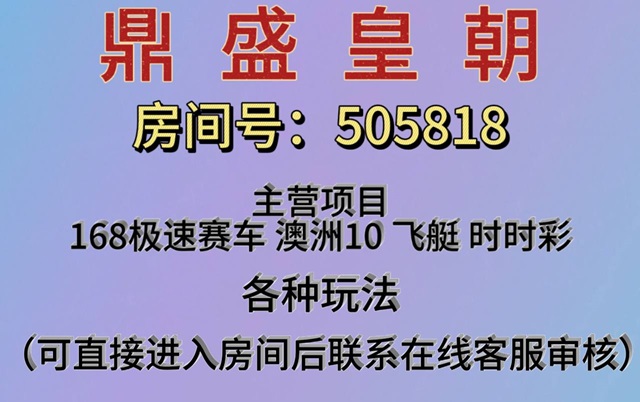 鼎盛皇朝
房间号：505818
主营项目
168极速赛车 澳洲10 飞艇 时时彩
各种玩法
（可直接进入房间后联系在线客服审核）